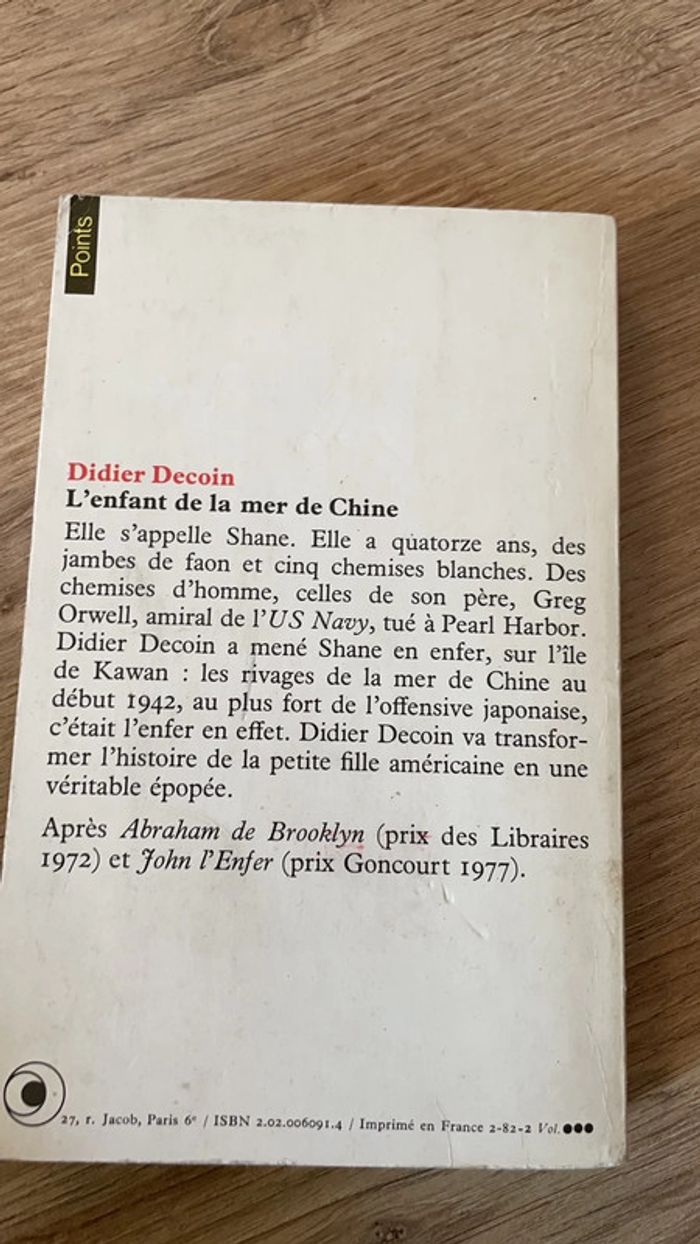 Points
Didier Decoin
L'enfant de la mer de Chine
Elle s'appelle Shane. Elle a quatorze ans, des
jambes de faon et cinq chemises blanches. Des
chemises d'homme, celles de son père, Greg
Orwell, amiral de l'US Navy, tué à Pearl Harbor.
Didier Decoin a mené Shane en enfer, sur l'île
de Kawan : les rivages de la mer de Chine au
début 1942, au plus fort de l'offensive japonaise,
c'était l'enfer en effet. Didier Decoin va transfor-
mer l'histoire de la petite fille américaine en une
véritable épopée.
Après Abraham de Brooklyn (prix des Libraires
1972) et John l'Enfer (prix Goncourt 1977).
27, r. Jacob, Paris 6e / ISBN 2.02.006091.4 / Imprimé en France 2-82-2 Vol.●●●